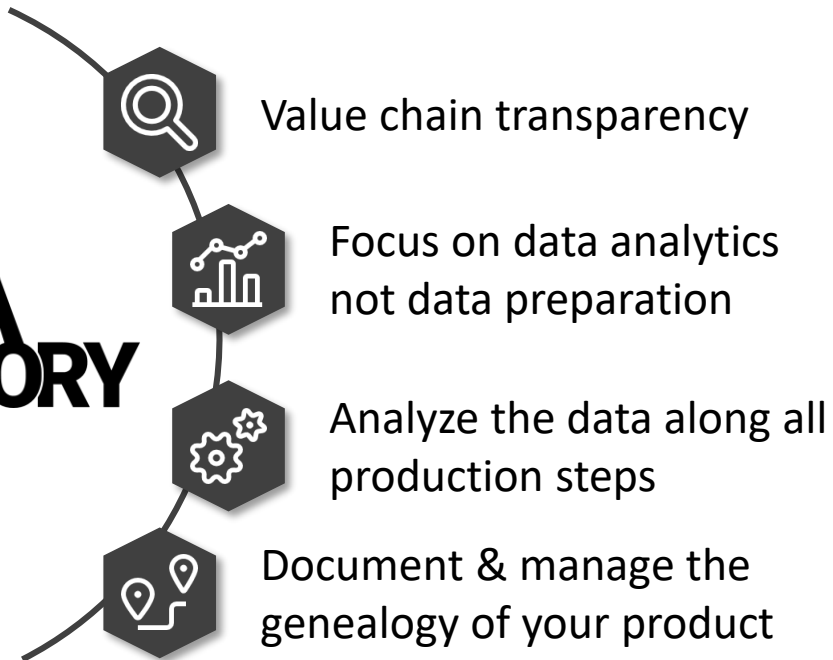 Value chain transparency
Focus on data analytics
not data preparation
ORY
Analyze the data along all
production steps
Document & manage the
genealogy of your product